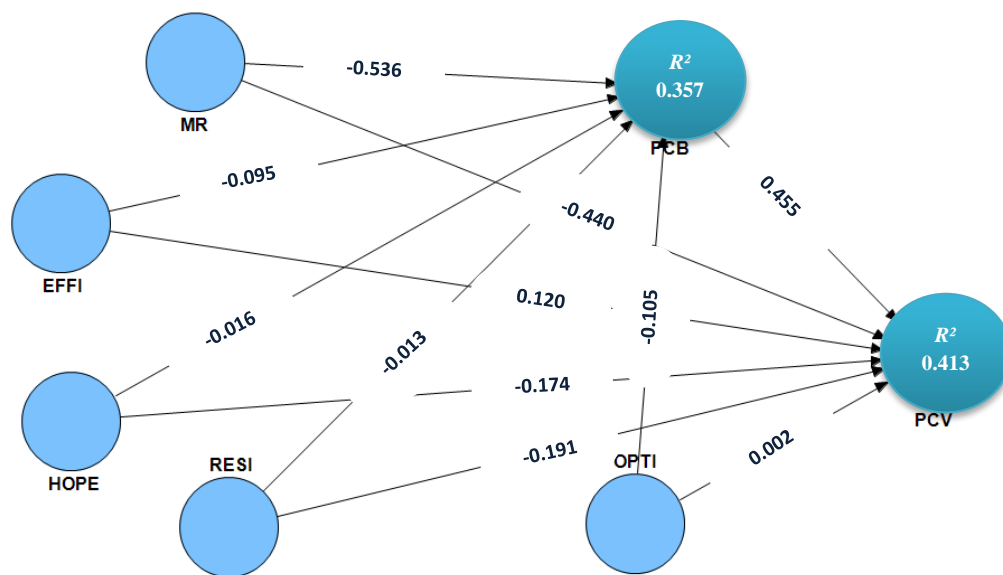 R²
0.357
-0.536
MR
PCB
-0.095
0.455
-0.440
EFFI
0.120
-0.105
-0.016
-0.013
R²
0.413
-0.174
PCV
-0.191
0.002
RESI
OPTI
HOPE